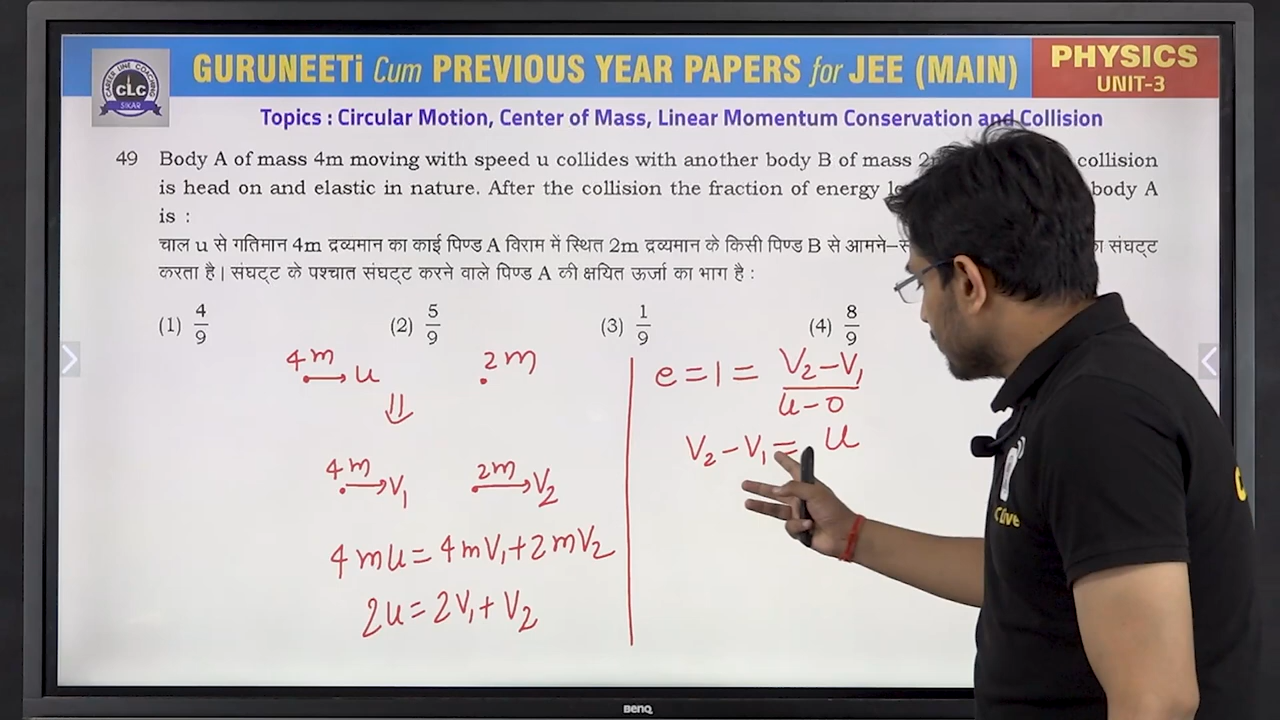 GURUNEETi Cum PREVIOUS YEAR PAPERS for JEE (MAIN)
PHYSICS
UNIT-3
CAREER LINE COACHING
CLC
SIKAR
Topics : Circular Motion, Center of Mass, Linear Momentum Conservation and Collision
49 Body A of mass 4m moving with speed u collides with another body B of mass collision
is head on and elastic in nature. After the collision the fraction of energy body A
is :
चाल u से गतिमान 4m द्रव्यमान का काई पिण्ड A विराम में स्थित 2m द्रव्यमान के किसी पिण्ड B से संघट्ट
करता है। संघट्ट के पश्चात संघट्ट करने वाले पिण्ड A की क्षयित ऊर्जा का भाग है :
(1) 4/9 (2) 5/9 (3) 1/9 (4) 8/9
4m → u 2m
⇓
4m → V₁ 2m → V₂
4mu = 4mV₁ + 2mV₂
2u = 2V₁ + V₂
e = 1 = (V₂ – V₁)/(u – 0)
V₂ – V₁ = u
BenQ